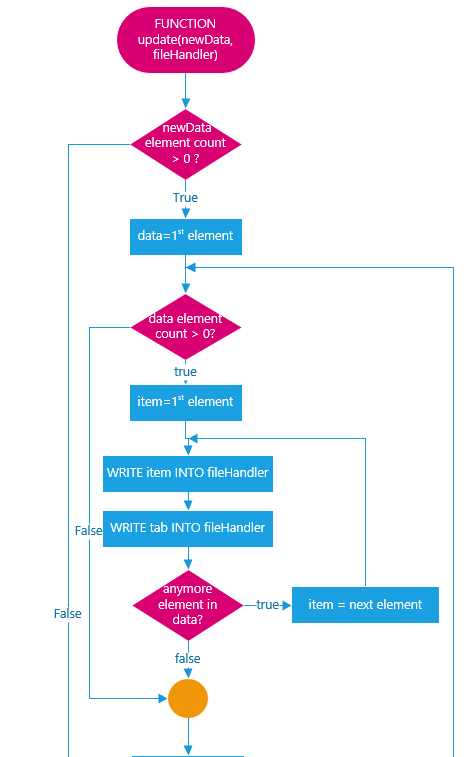 FUNCTION
update(newData,
fileHandler)
newData
element count
> 0 ?
True
data=1st element
data element
count > 0?
true
item=1st element
WRITE item INTO fileHandler
False
WRITE tab INTO fileHandler
anymore
element in
data?
true
item = next element
False
false